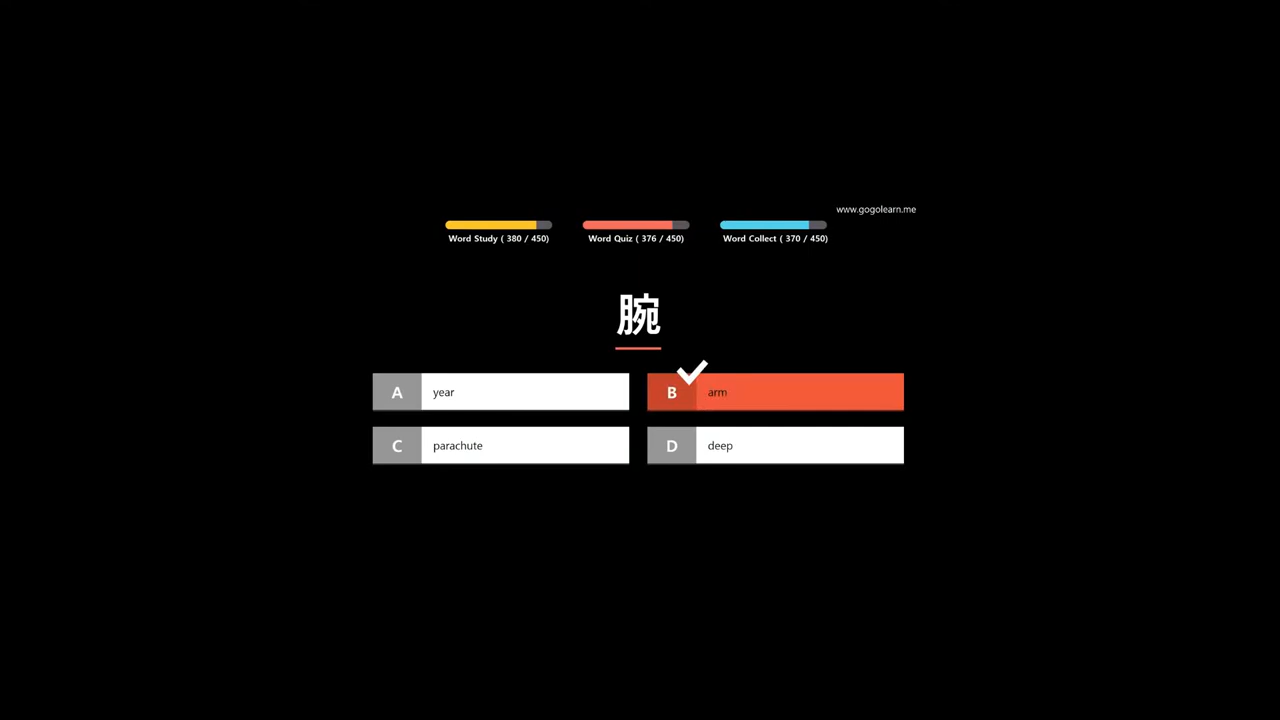 www.gogolearn.me
Word Study ( 380 / 450)
Word Quiz ( 376 / 450)
Word Collect ( 370 / 450)
腕
A year
B arm
C parachute
D deep